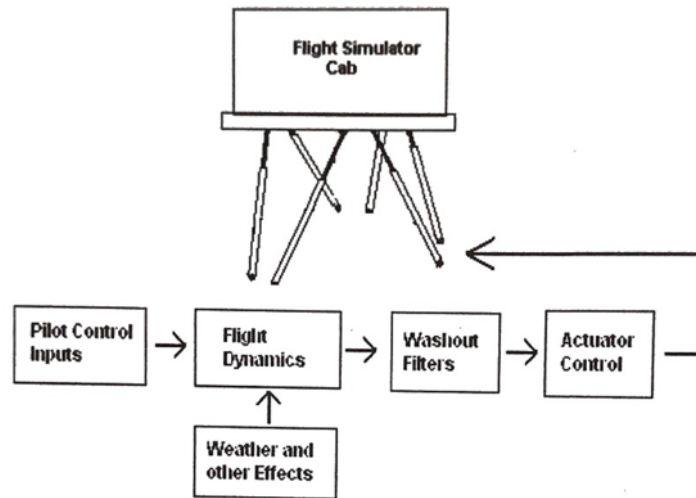 Flight Simulator
Cab
Pilot Control
Inputs
Flight
Dynamics
Washout
Filters
Actuator
Control
Weather and
other Effects